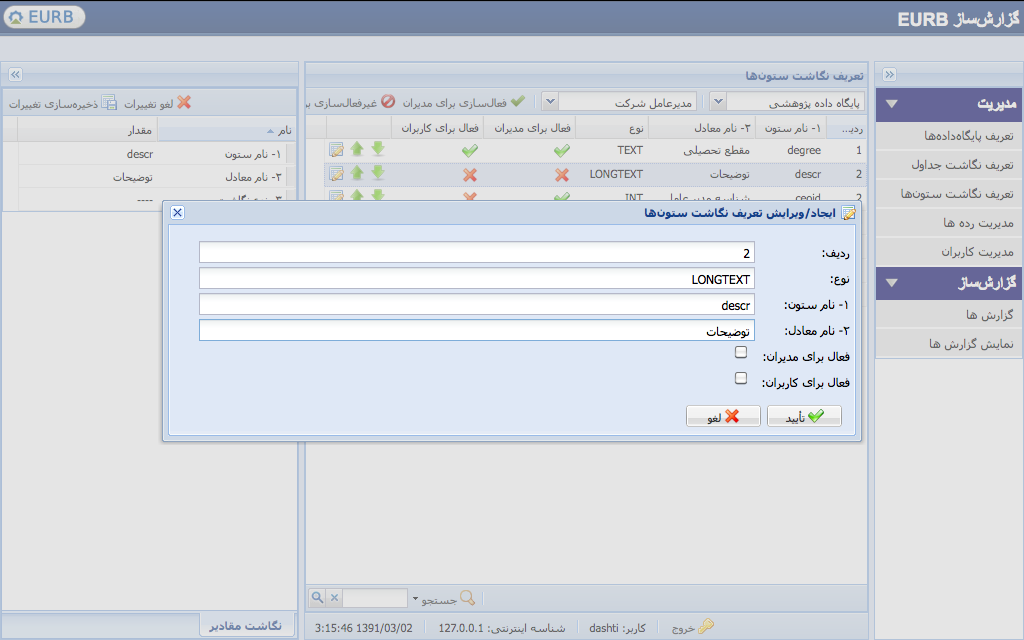 گزارش‌ساز EURB
EURB
مدیریت
تعریف پایگاه‌داده‌ها
تعریف نگاشت جداول
تعریف نگاشت ستون‌ها
مدیریت رده ها
مدیریت کاربران
گزارش‌ساز
گزارش ها
نمایش گزارش ها
تعریف نگاشت ستون‌ها
پایگاه داده پژوهشی
مدیرعامل شرکت
فعال‌سازی برای مدیران
غیرفعال‌سازی بر
ردی...
۱- نام ستون
۲- نام معادل
نوع
فعال برای مدیران
فعال برای کاربران
1 degree مقطع تحصیلی TEXT
2 descr توضیحات LONGTEXT
ceoid شناسه مدیرعامل INT
لغو تغییرات
ذخیره‌سازی تغییرات
نام
مقدار
۱- نام ستون descr
۲- نام معادل توضیحات
----
ایجاد/ویرایش تعریف نگاشت ستون‌ها
ردیف: 2
نوع: LONGTEXT
۱- نام ستون: descr
۲- نام معادل: توضیحات
فعال برای مدیران:
فعال برای کاربران:
تأیید
لغو
جستجو
خروج
کاربر: dashti
شناسه اینترنتی: 127.0.0.1
1391/03/02 3:15:46
نگاشت مقادیر